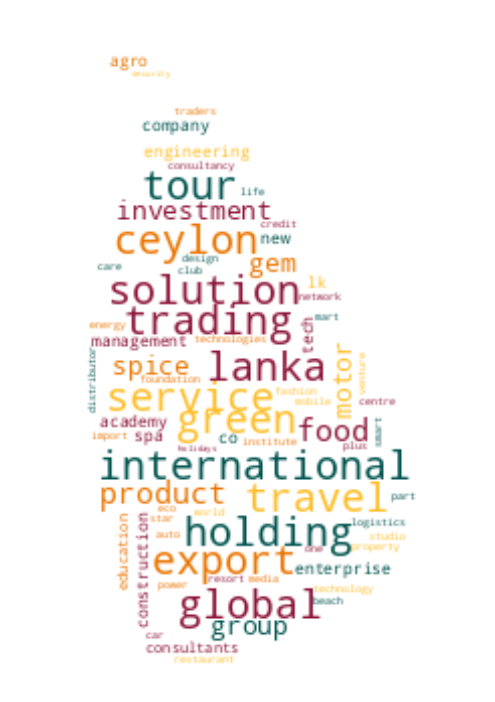 agro
security
traders
company
engineering
consultancy
tour
life
investment
credit
ceylon
new
design
gem
care
club
solution
lk
network
trading
mart
energy
tech
management
technologies
lanka
spice
foundation
distributor
motor
venture
service
fashion
mobile
centre
green
academy
food
smart
import
spa
co
institute
plus
holidays
international
product
travel
part
eco
world
star
holding
logistics
education
construction
auto
studio
export
one
property
enterprise
power
resort
media
technology
global
beach
group
car
consultants
restaurant